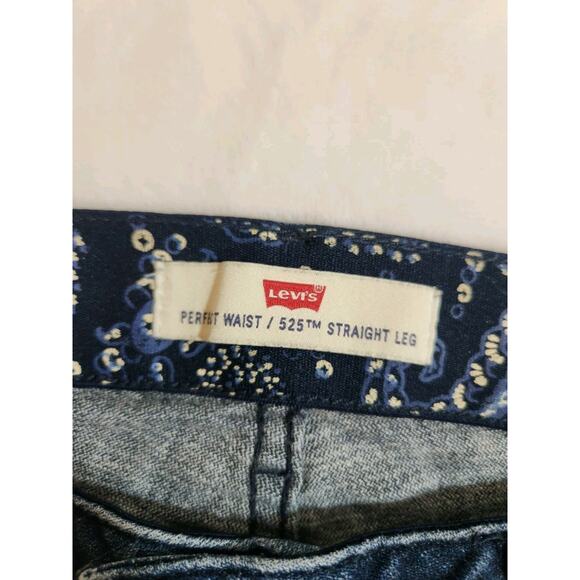 Levi's ®
PERFECT WAIST / 525™ STRAIGHT LEG